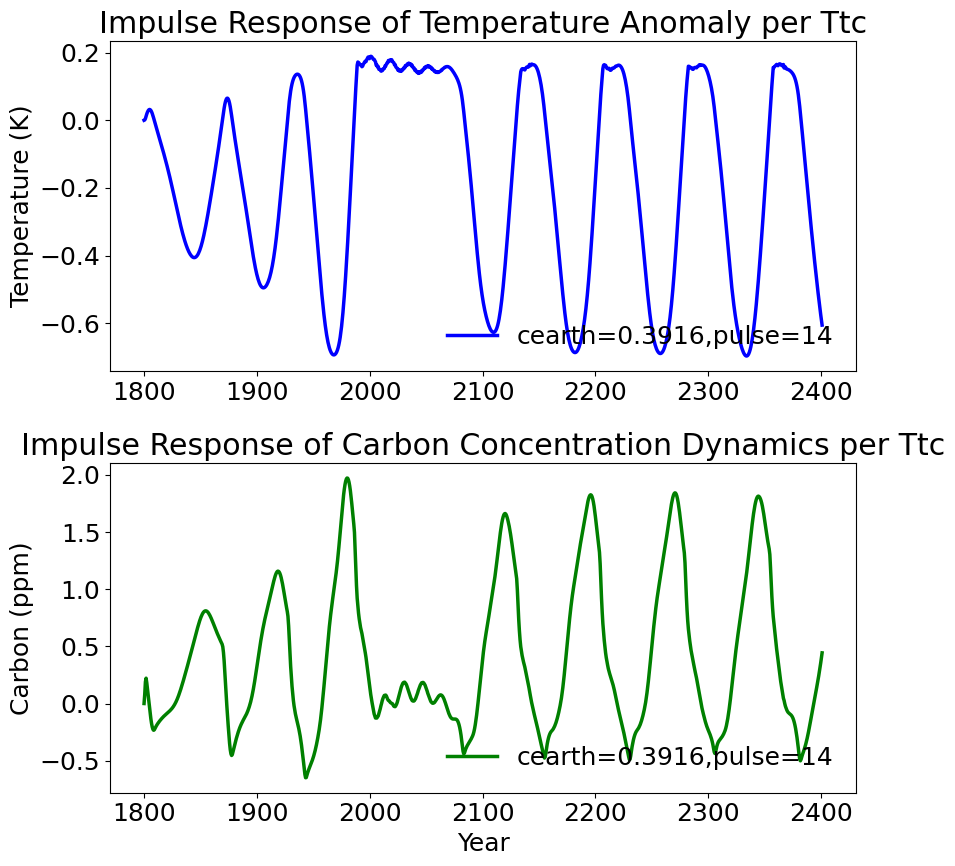 Impulse Response of Temperature Anomaly per Ttc
Temperature (K)
0.2
0.0
−0.2
−0.4
−0.6
cearth=0.3916,pulse=14
1800 1900 2000 2100 2200 2300 2400
Impulse Response of Carbon Concentration Dynamics per Ttc
Carbon (ppm)
2.0
1.5
1.0
0.5
0.0
−0.5
cearth=0.3916,pulse=14
1800 1900 2000 2100 2200 2300 2400
Year